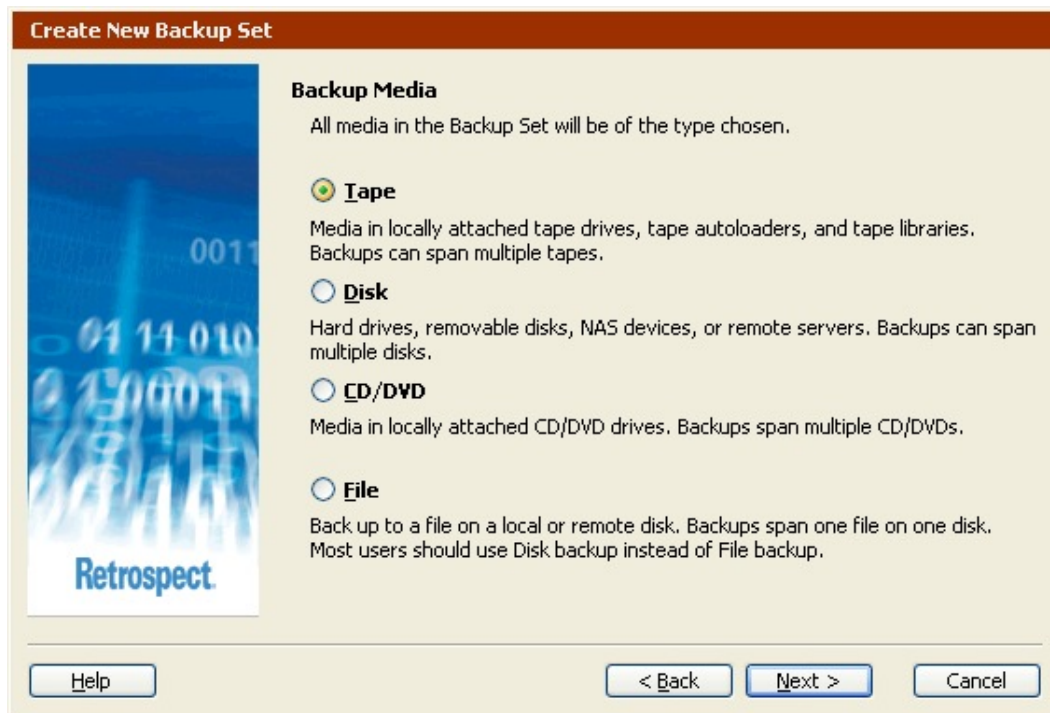 Create New Backup Set
Backup Media
All media in the Backup Set will be of the type chosen.
Tape
Media in locally attached tape drives, tape autoloaders, and tape libraries.
Backups can span multiple tapes.
Disk
Hard drives, removable disks, NAS devices, or remote servers. Backups can span
multiple disks.
CD/DVD
Media in locally attached CD/DVD drives. Backups span multiple CD/DVDs.
File
Back up to a file on a local or remote disk. Backups span one file on one disk.
Most users should use Disk backup instead of File backup.
0011
01 11 010
Retrospect.
Help
< Back
Next >
Cancel